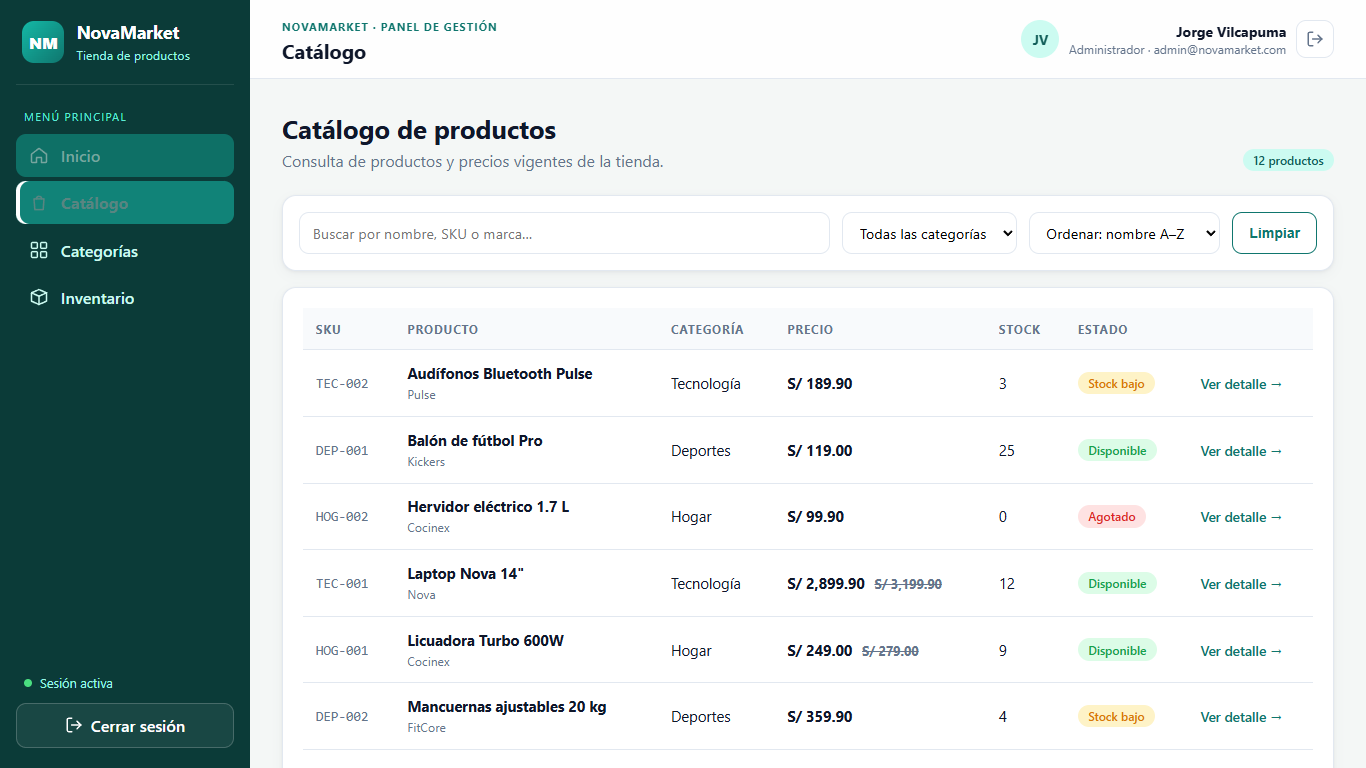 NM
NovaMarket
Tienda de productos
MENÚ PRINCIPAL
Inicio
Catálogo
Categorías
Inventario
Sesión activa
Cerrar sesión
NOVAMARKET · PANEL DE GESTIÓN
Catálogo
JV
Jorge Vilcapuma
Administrador · admin@novamarket.com
Catálogo de productos
Consulta de productos y precios vigentes de la tienda.
12 productos
Buscar por nombre, SKU o marca... Todas las categorías Ordenar: nombre A–Z Limpiar
SKU PRODUCTO CATEGORÍA PRECIO STOCK ESTADO
TEC-002 Audífonos Bluetooth Pulse Tecnología S/ 189.90 3 Stock bajo Ver detalle →
Pulse
DEP-001 Balón de fútbol Pro Deportes S/ 119.00 25 Disponible Ver detalle →
Kickers
HOG-002 Hervidor eléctrico 1.7 L Hogar S/ 99.90 0 Agotado Ver detalle →
Cocinex
TEC-001 Laptop Nova 14" Tecnología S/ 2,899.90 S/ 3,199.90 12 Disponible Ver detalle →
Nova
HOG-001 Licuadora Turbo 600W Hogar S/ 249.00 S/ 279.00 9 Disponible Ver detalle →
Cocinex
DEP-002 Mancuernas ajustables 20 kg Deportes S/ 359.90 4 Stock bajo Ver detalle →
FitCore